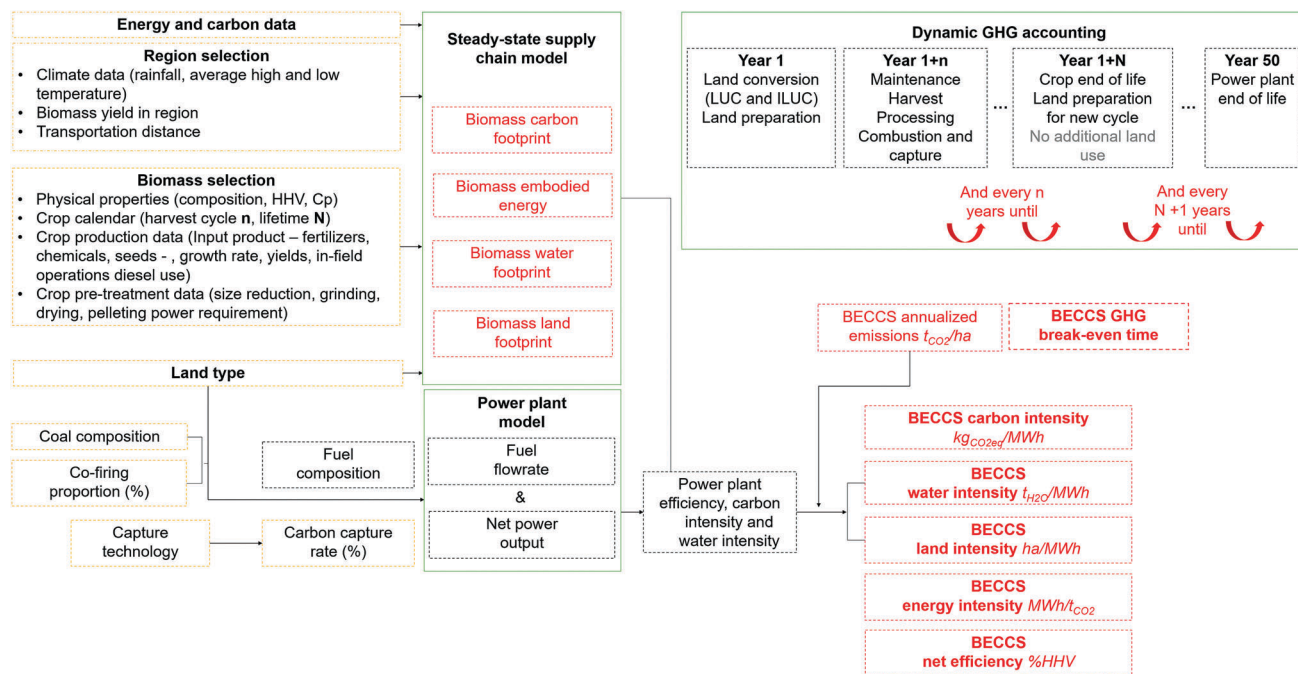 Energy and carbon data
Region selection
• Climate data (rainfall, average high and low
temperature)
• Biomass yield in region
• Transportation distance
Biomass selection
• Physical properties (composition, HHV, Cp)
• Crop calendar (harvest cycle n, lifetime N)
• Crop production data (Input product – fertilizers,
chemicals, seeds - , growth rate, yields, in-field
operations diesel use)
• Crop pre-treatment data (size reduction, grinding,
drying, pelleting power requirement)
Land type
Coal composition
Co-firing
proportion (%)
Capture
technology
Carbon capture
rate (%)
Fuel
composition
Steady-state supply
chain model
Biomass carbon
footprint
Biomass embodied
energy
Biomass water
footprint
Biomass land
footprint
Power plant
model
Fuel
flowrate
&
Net power
output
Power plant
efficiency, carbon
intensity and
water intensity
Dynamic GHG accounting
Year 1
Land conversion
(LUC and ILUC)
Land preparation
Year 1+n
Maintenance
Harvest
Processing
Combustion and
capture
...
Year 1+N
Crop end of life
Land preparation
for new cycle
No additional land
use
...
Year 50
Power plant
end of life
And every n
years until
And every
N +1 years
until
BECCS annualized
emissions tCO2/ha
BECCS GHG
break-even time
BECCS carbon intensity
kgCO2eq/MWh
BECCS
water intensity tH2O/MWh
BECCS
land intensity ha/MWh
BECCS
energy intensity MWh/tCO2
BECCS
net efficiency %HHV